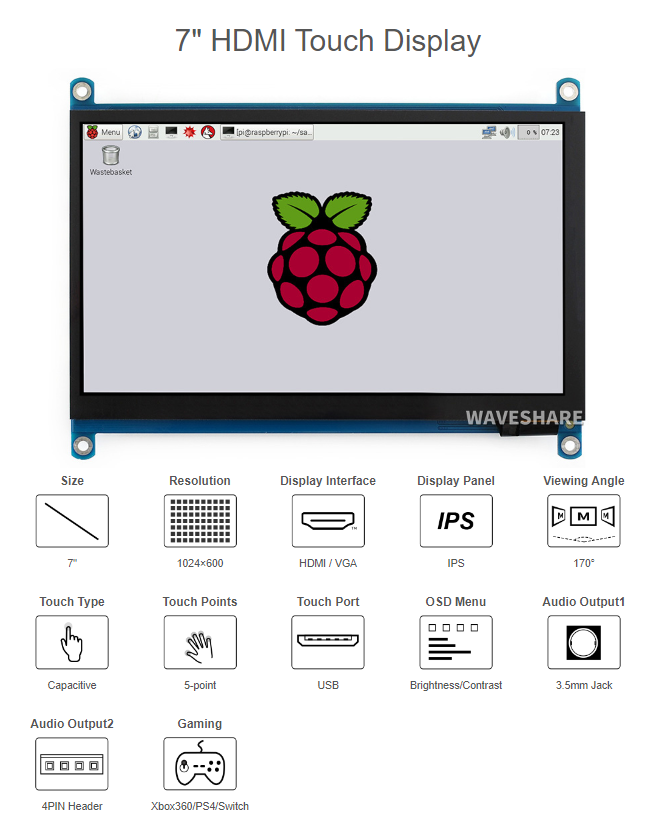 7" HDMI Touch Display
Menu
[pi@raspberrypi: ~/sa...
0 %
07:23
Wastebasket
WAVESHARE
Size
Resolution
Display Interface
Display Panel
Viewing Angle
TM
IPS
M M M
7"
1024×600
HDMI / VGA
IPS
170°
Touch Type
Touch Points
Touch Port
OSD Menu
Audio Output1
Capacitive
5-point
USB
Brightness/Contrast
3.5mm Jack
Audio Output2
Gaming
4PIN Header
Xbox360/PS4/Switch